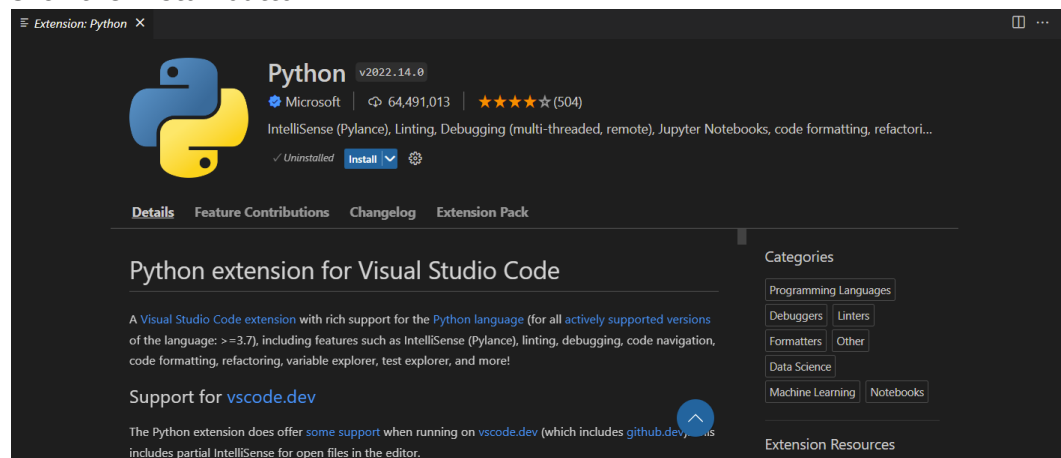 Extension: Python
Python v2022.14.0
Microsoft 64,491,013 (504)
IntelliSense (Pylance), Linting, Debugging (multi-threaded, remote), Jupyter Notebooks, code formatting, refactori...
Uninstalled Install
Details Feature Contributions Changelog Extension Pack
Python extension for Visual Studio Code
A Visual Studio Code extension with rich support for the Python language (for all actively supported versions
of the language: >=3.7), including features such as IntelliSense (Pylance), linting, debugging, code navigation,
code formatting, refactoring, variable explorer, test explorer, and more!
Support for vscode.dev
The Python extension does offer some support when running on vscode.dev (which includes github.dev).
includes partial IntelliSense for open files in the editor.
Categories
Programming Languages
Debuggers Linters
Formatters Other
Data Science
Machine Learning Notebooks
Extension Resources